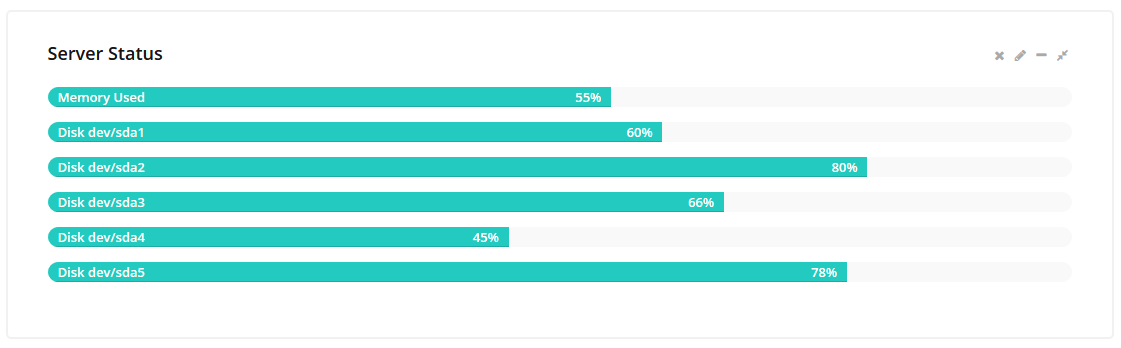 Server Status
Memory Used 55%
Disk dev/sda1 60%
Disk dev/sda2 80%
Disk dev/sda3 66%
Disk dev/sda4 45%
Disk dev/sda5 78%